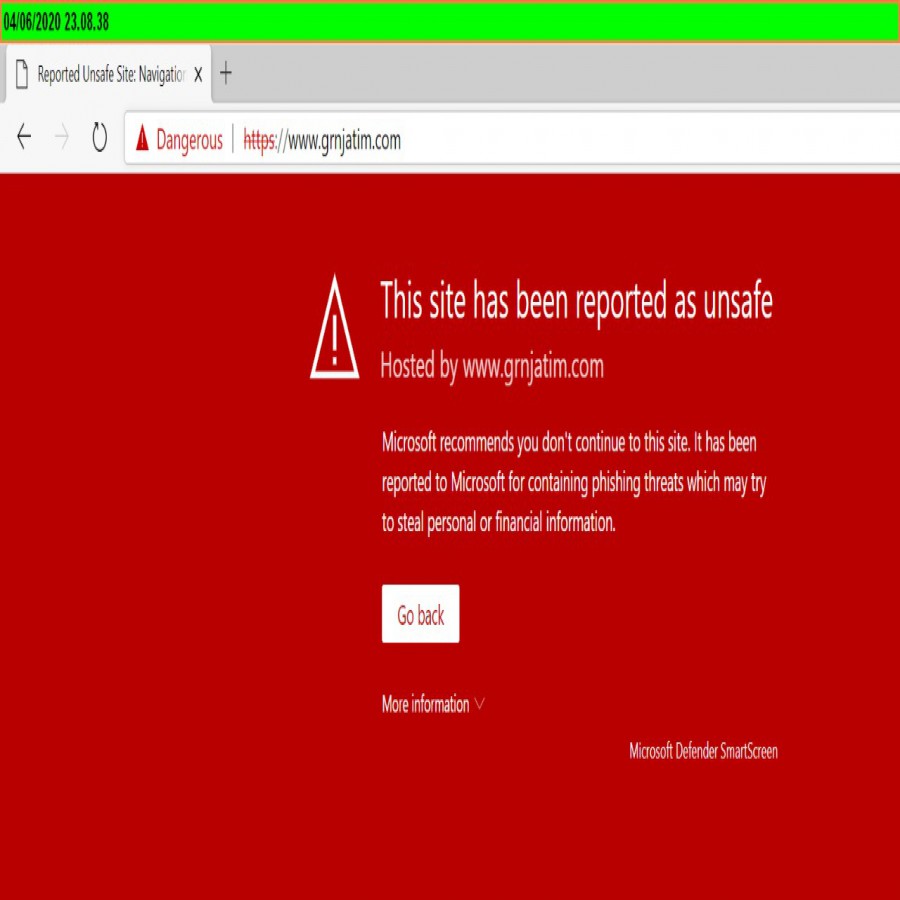 04/06/2020 23.08.38
Reported Unsafe Site: Navigation
Dangerous https://www.grnjatim.com
This site has been reported as unsafe
Hosted by www.grnjatim.com
Microsoft recommends you don't continue to this site. It has been
reported to Microsoft for containing phishing threats which may try
to steal personal or financial information.
Go back
More information
Microsoft Defender SmartScreen